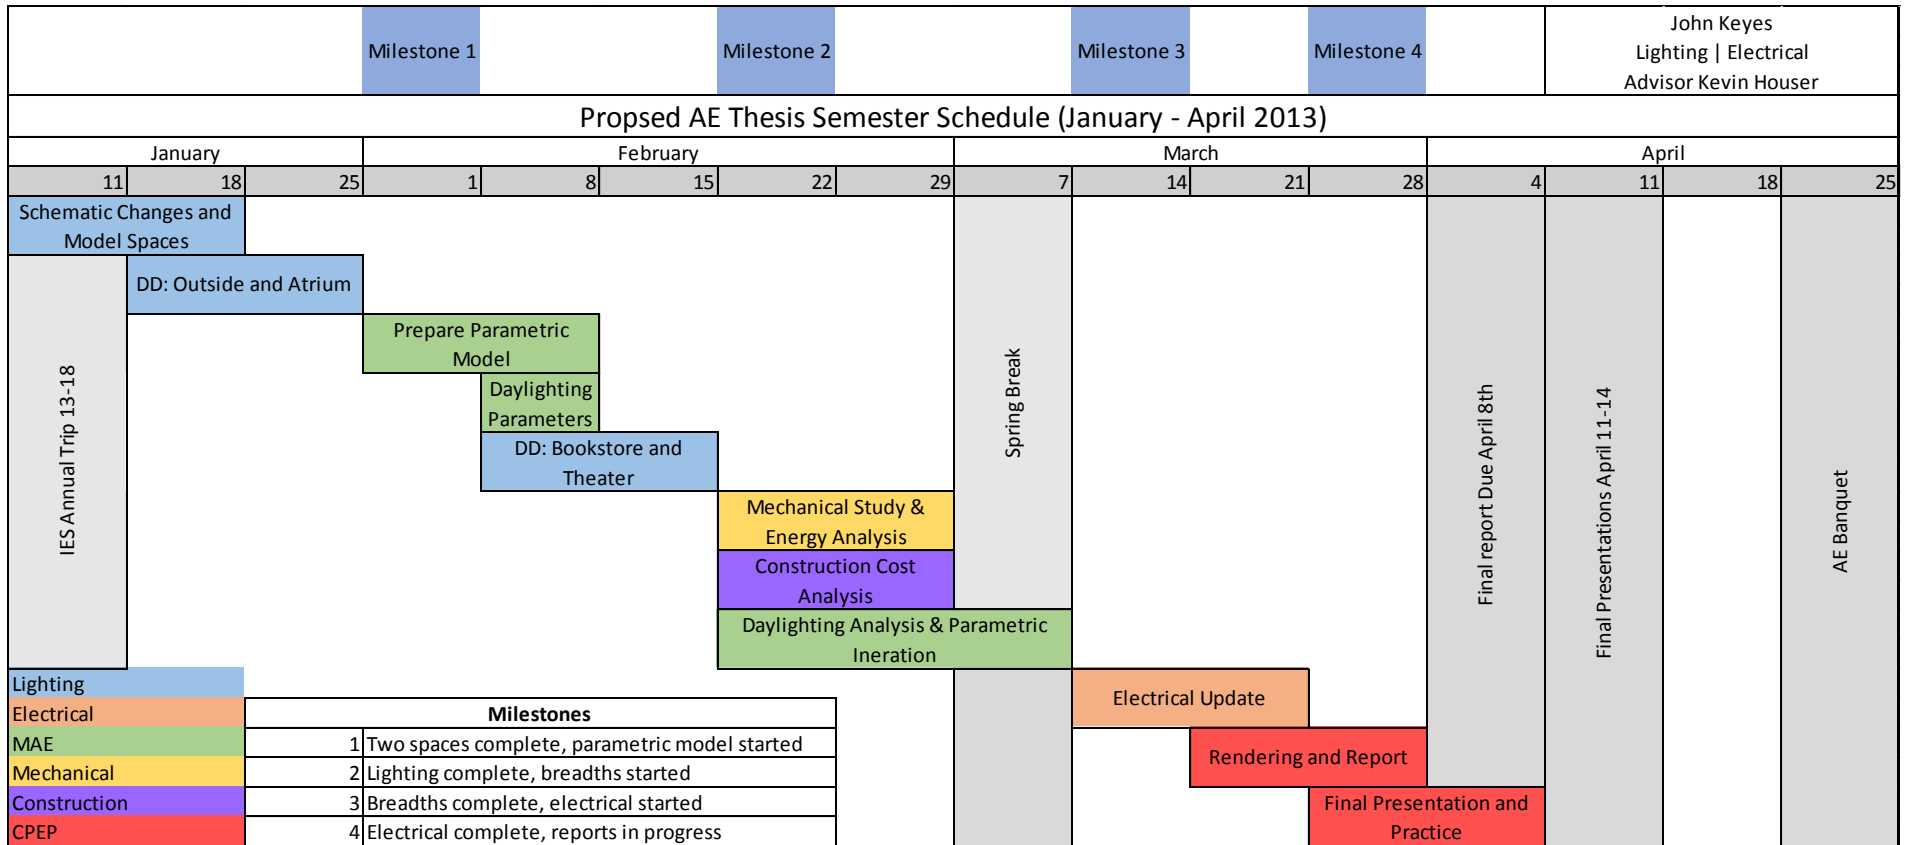 Milestone 1
Milestone 2
Milestone 3
Milestone 4
John Keyes
Lighting | Electrical
Advisor Kevin Houser
Propsed AE Thesis Semester Schedule (January - April 2013)
January February March April
11 18 25 1 8 15 22 29 7 14 21 28 4 11 18 25
Schematic Changes and
Model Spaces
DD: Outside and Atrium
Prepare Parametric
Model
Daylighting
Parameters
DD: Bookstore and
Theater
Mechanical Study &
Energy Analysis
Construction Cost
Analysis
Daylighting Analysis & Parametric
Ineration
IES Annual Trip 13-18
Spring Break
Final report Due April 8th
Final Presentations April 11-14
AE Banquet
Electrical Update
Rendering and Report
Final Presentation and
Practice
Lighting
Electrical
MAE
Mechanical
Construction
CPEP
Milestones
1 Two spaces complete, parametric model started
2 Lighting complete, breadths started
3 Breadths complete, electrical started
4 Electrical complete, reports in progress